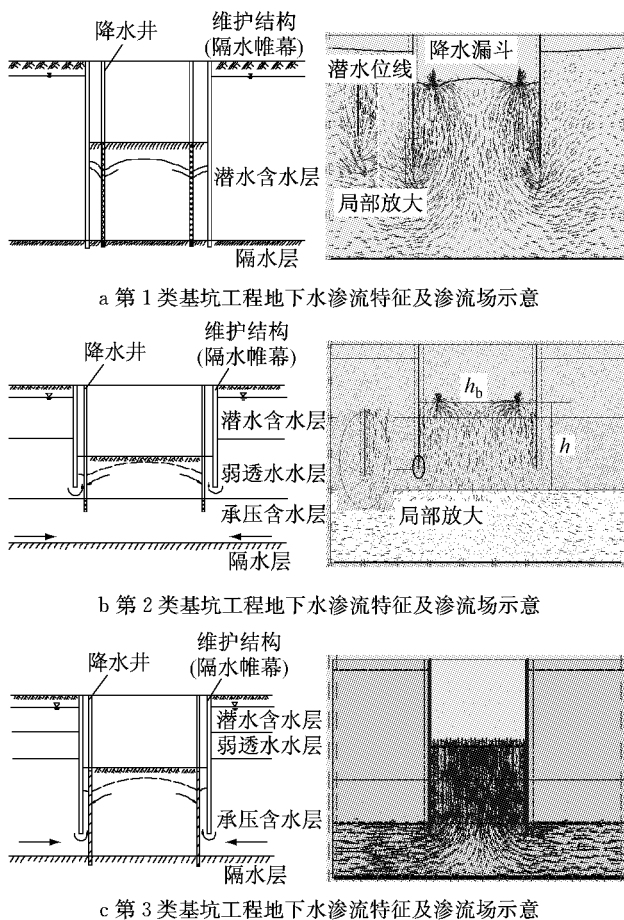 降水井
维护结构
(隔水帷幕)
潜水含水层
隔水层
潜水位线
降水漏斗
局部放大
a 第1类基坑工程地下水渗流特征及渗流场示意
降水井
维护结构
(隔水帷幕)
潜水含水层
弱透水水层
承压含水层
隔水层
h_b
h
局部放大
b 第2类基坑工程地下水渗流特征及渗流场示意
降水井
维护结构
(隔水帷幕)
潜水含水层
弱透水水层
承压含水层
隔水层
c 第3类基坑工程地下水渗流特征及渗流场示意